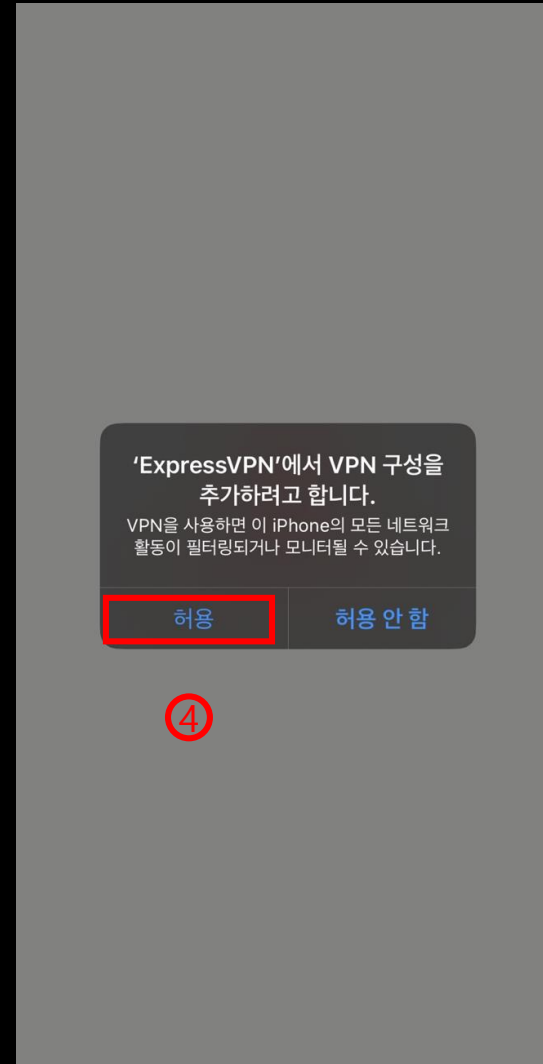 ‘ExpressVPN’에서 VPN 구성을
추가하려고 합니다.
VPN을 사용하면 이 iPhone의 모든 네트워크
활동이 필터링되거나 모니터될 수 있습니다.
허용
허용 안 함
④